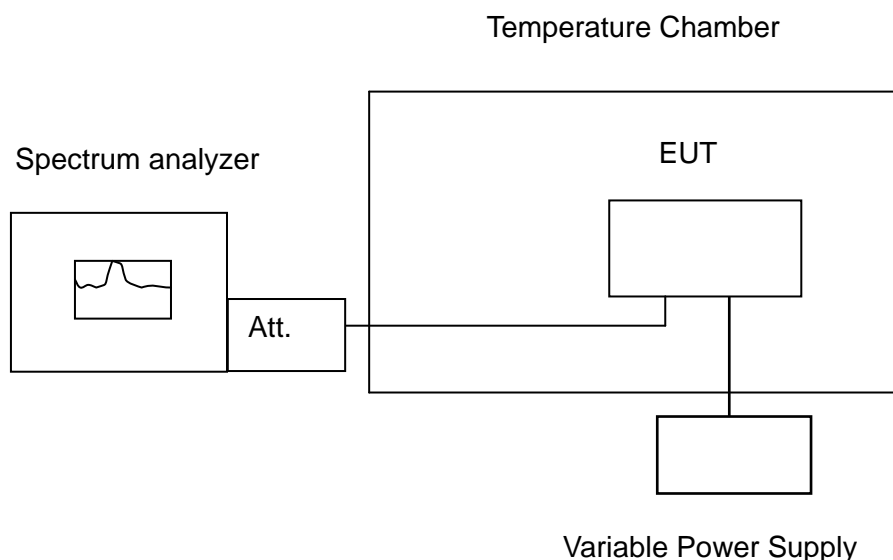 Temperature Chamber
Spectrum analyzer
EUT
Att.
Variable Power Supply